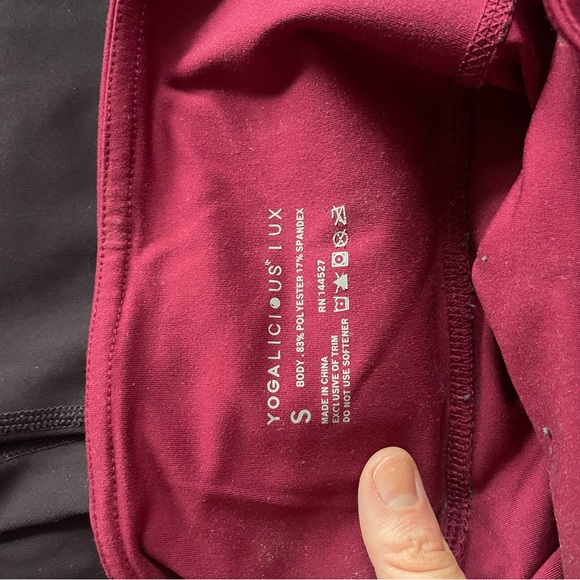 YOGALICIOUS LUX
S
BODY . 83% POLYESTER 17% SPANDEX
MADE IN CHINA
EXCLUSIVE OF TRIM
DO NOT USE SOFTENER
RN 144527